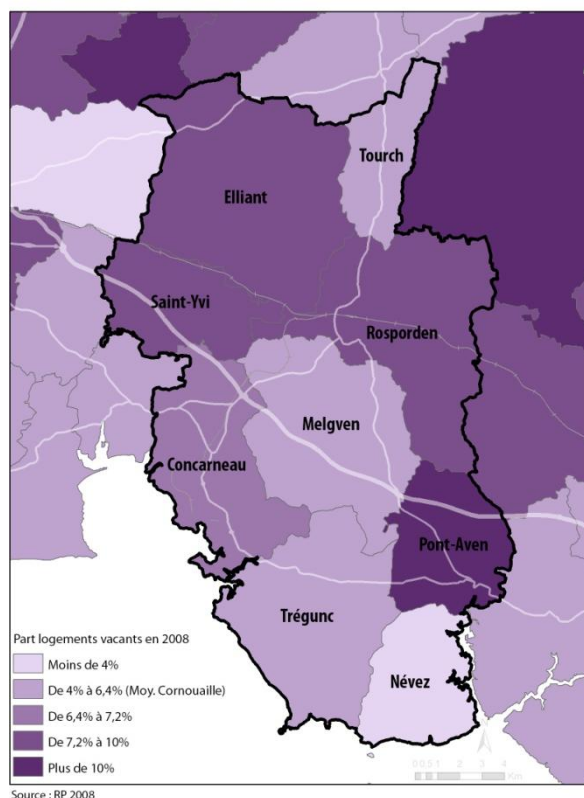 Tourch
Elliant
Saint-Yvi
Rosporden
Melgven
Concarneau
Pont-Aven
Trégunc
Névez
Part logements vacants en 2008
Moins de 4%
De 4% à 6,4% (Moy. Cornouaille)
De 6,4% à 7,2%
De 7,2% à 10%
Plus de 10%
Km
Source : RP 2008